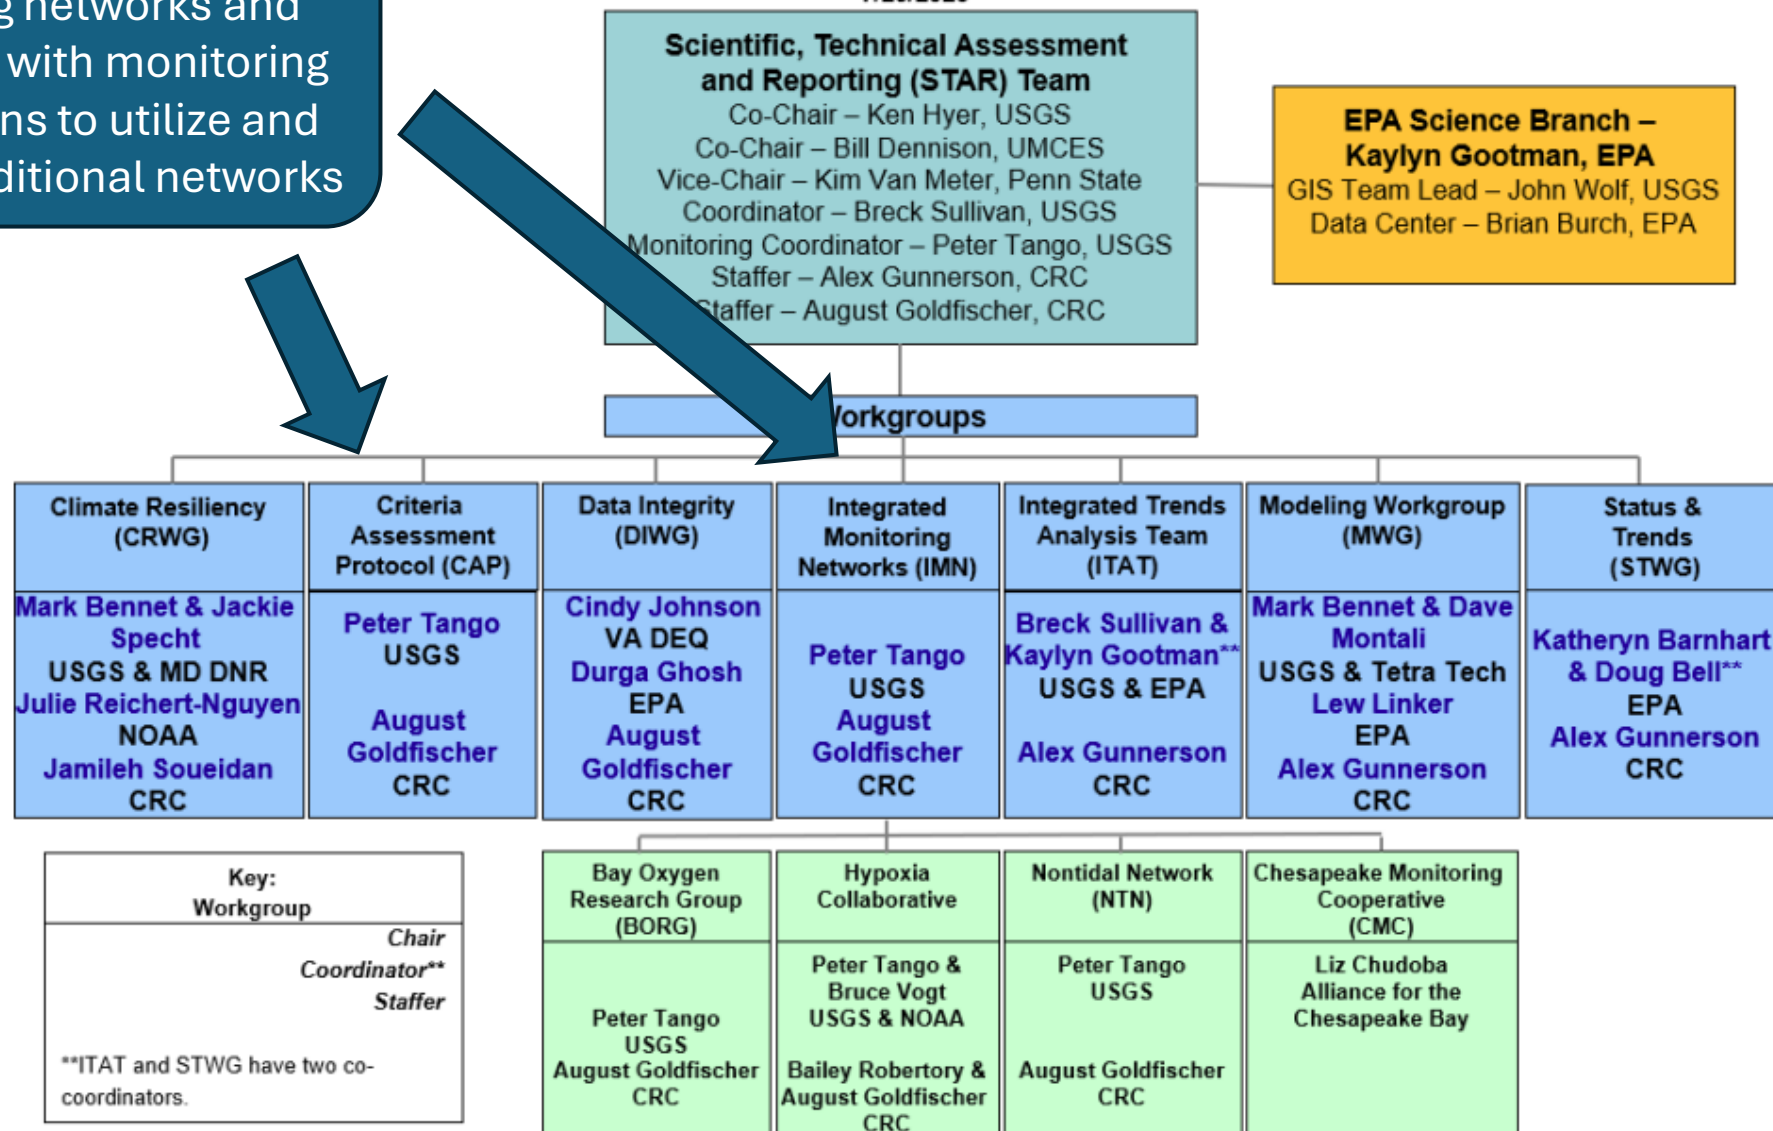 networks and
with monitoring
to utilize and
networks
Scientific, Technical Assessment
and Reporting (STAR) Team
Co-Chair – Ken Hyer, USGS
Co-Chair – Bill Dennison, UMCES
Vice-Chair – Kim Van Meter, Penn State
Coordinator – Breck Sullivan, USGS
Monitoring Coordinator – Peter Tango, USGS
Staffer – Alex Gunnerson, CRC
Staffer – August Goldfischer, CRC
EPA Science Branch –
Kaylyn Gootman, EPA
GIS Team Lead – John Wolf, USGS
Data Center – Brian Burch, EPA
Workgroups
Climate Resiliency
(CRWG)
Mark Bennet & Jackie
Specht
USGS & MD DNR
Julie Reichert-Nguyen
NOAA
Jamileh Soueidan
CRC
Criteria
Assessment
Protocol (CAP)
Peter Tango
USGS
August
Goldfischer
CRC
Data Integrity
(DIWG)
Cindy Johnson
VA DEQ
Durga Ghosh
EPA
August
Goldfischer
CRC
Integrated
Monitoring
Networks (IMN)
Peter Tango
USGS
August
Goldfischer
CRC
Integrated Trends
Analysis Team
(ITAT)
Breck Sullivan &
Kaylyn Gootman**
USGS & EPA
Alex Gunnerson
CRC
Modeling Workgroup
(MWG)
Mark Bennet & Dave
Montali
USGS & Tetra Tech
Lew Linker
EPA
Alex Gunnerson
CRC
Status &
Trends
(STWG)
Katheryn Barnhart
& Doug Bell**
EPA
Alex Gunnerson
CRC
Key:
Workgroup
Chair
Coordinator**
Staffer
**ITAT and STWG have two co-
coordinators.
Bay Oxygen
Research Group
(BORG)
Peter Tango
USGS
August Goldfischer
CRC
Hypoxia
Collaborative
Peter Tango &
Bruce Vogt
USGS & NOAA
Bailey Robertory &
August Goldfischer
CRC
Nontidal Network
(NTN)
Peter Tango
USGS
August Goldfischer
CRC
Chesapeake Monitoring
Cooperative
(CMC)
Liz Chudoba
Alliance for the
Chesapeake Bay